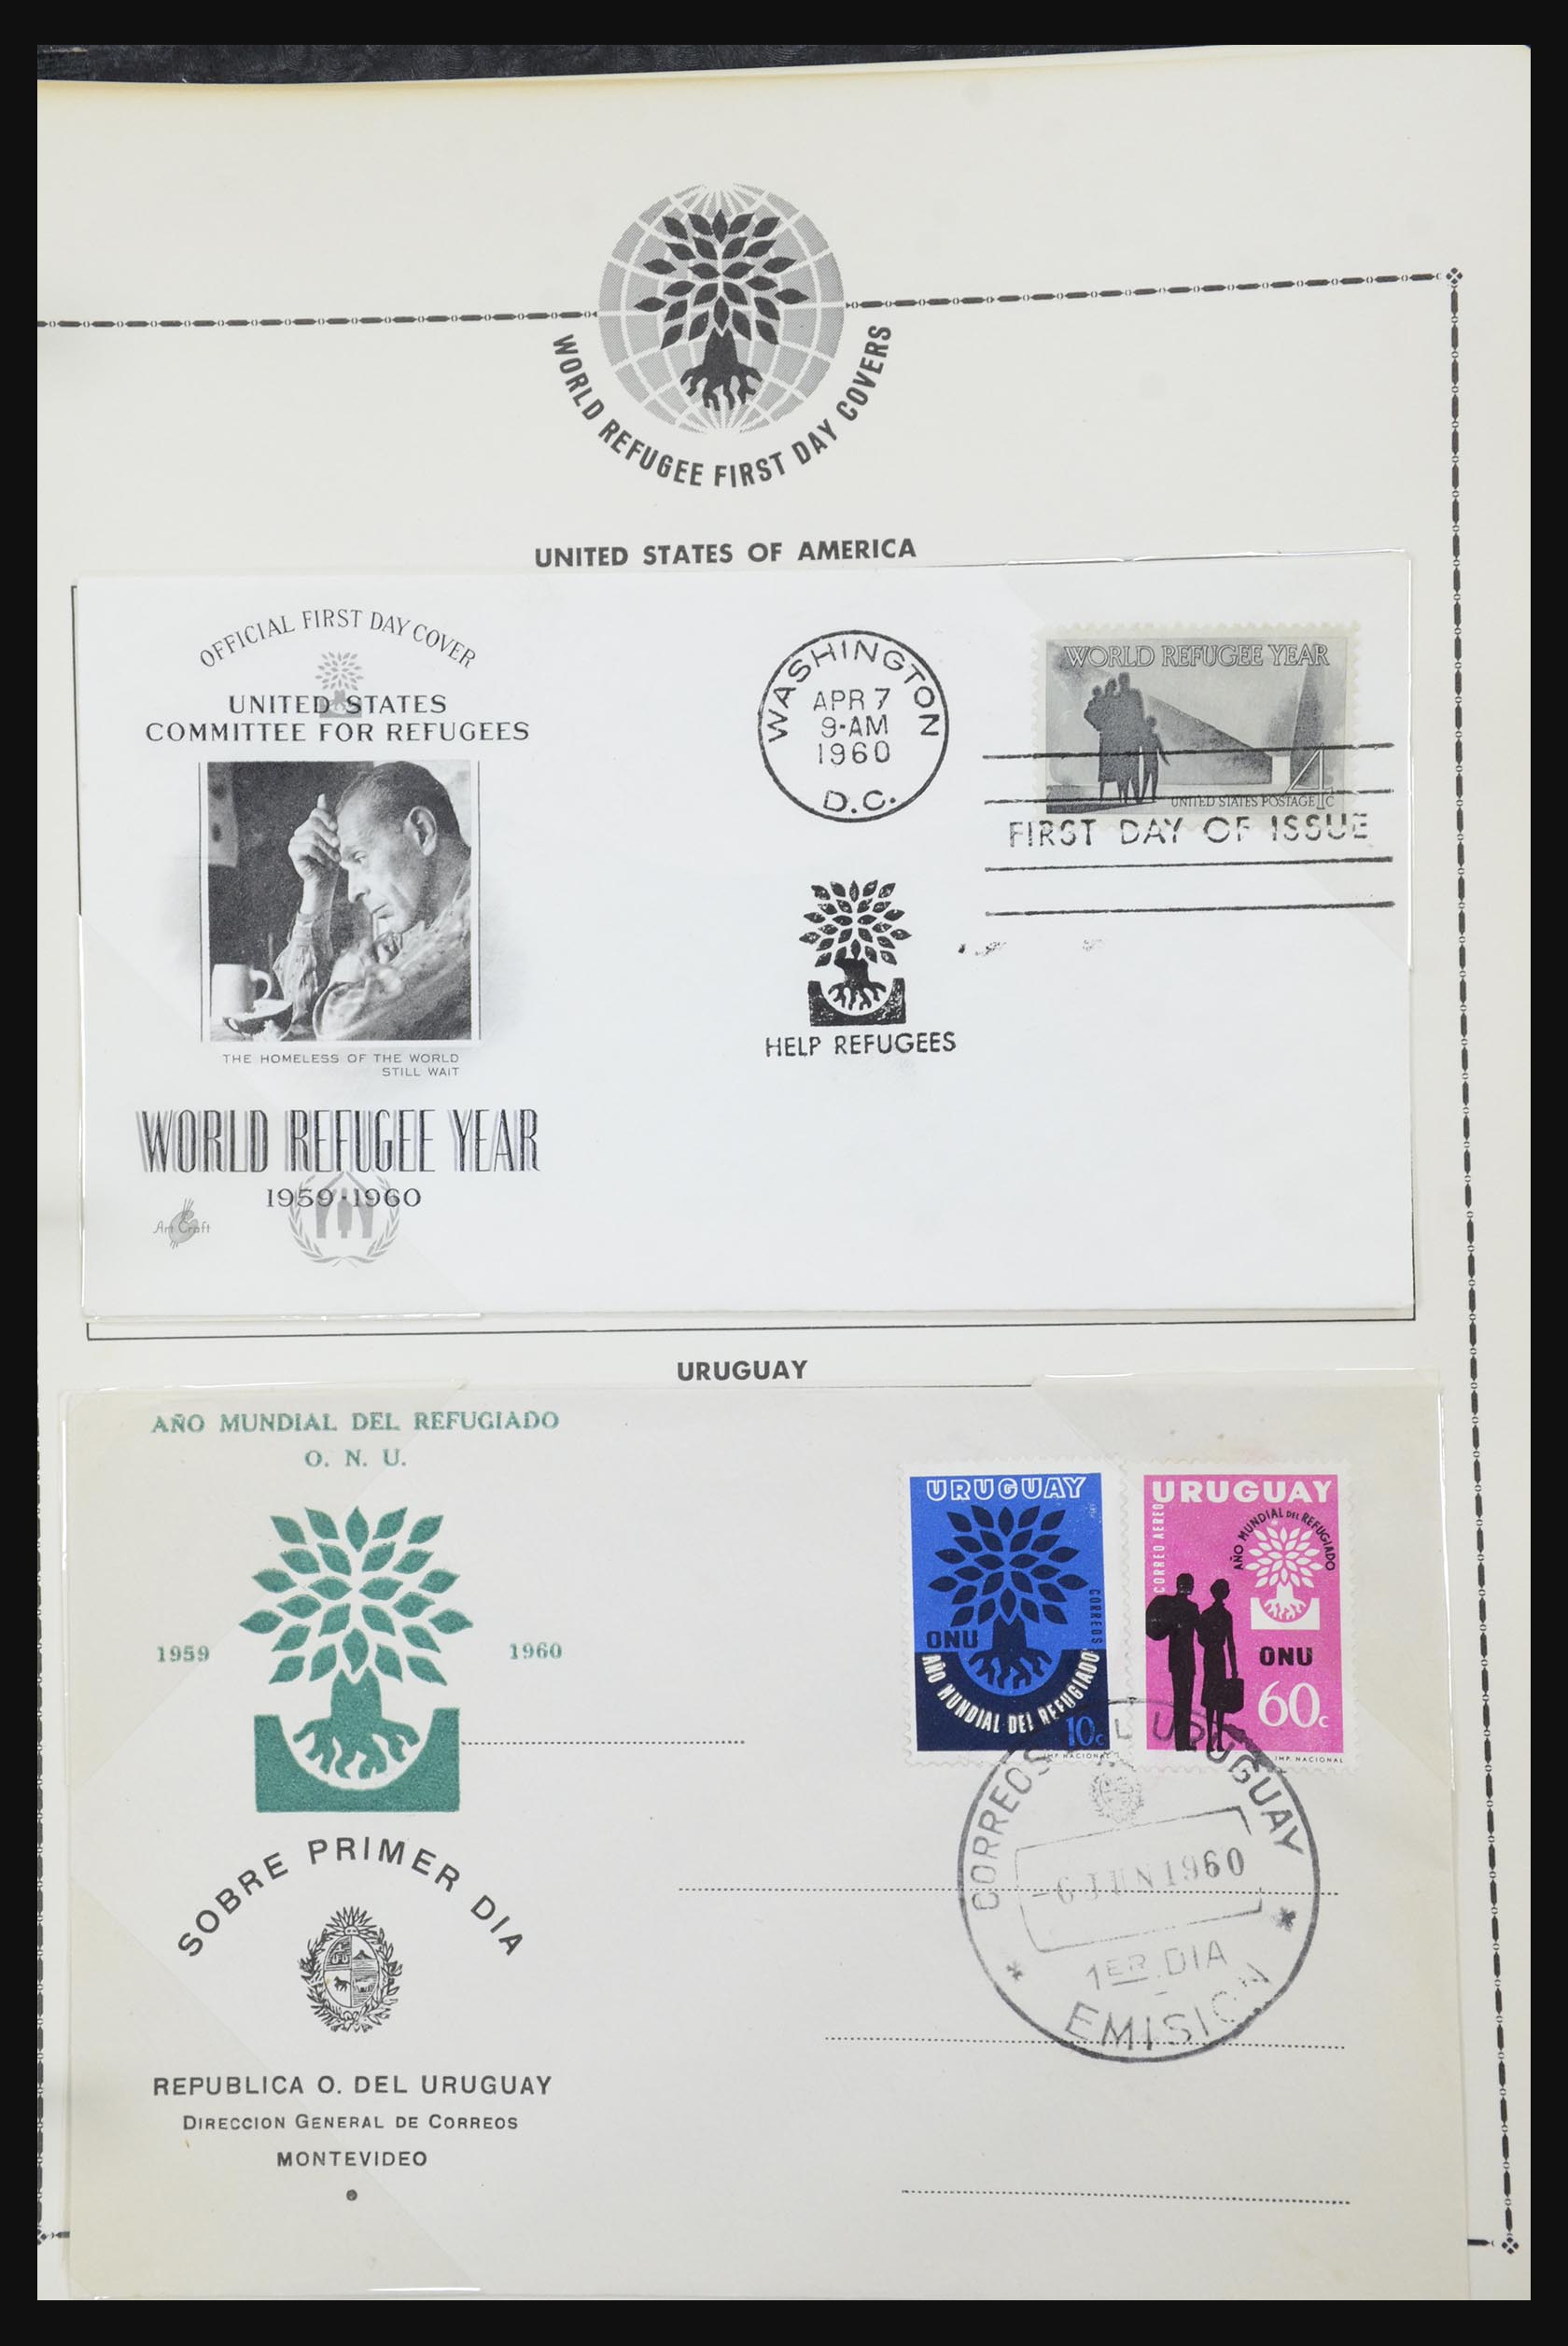 WORLD REFUGEE FIRST DAY COVERS
UNITED STATES OF AMERICA
OFFICIAL FIRST DAY COVER
UNITED STATES
COMMITTEE FOR REFUGEES
THE HOMELESS OF THE WORLD
STILL WAIT
WORLD REFUGEE YEAR
1959-1960
Art Craft
WASHINGTON
APR 7
9-AM
1960
D.C.
WORLD REFUGEE YEAR
4c
UNITED STATES POSTAGE
FIRST DAY OF ISSUE
HELP REFUGEES
URUGUAY
AÑO MUNDIAL DEL REFUGIADO
O. N. U.
1959
1960
SOBRE PRIMER DIA
REPUBLICA O. DEL URUGUAY
DIRECCION GENERAL DE CORREOS
MONTEVIDEO
URUGUAY
CORREOS
ONU
AÑO MUNDIAL DEL REFUGIADO
10c
IMP. NACIONAL
URUGUAY
CORREO AEREO
AÑO MUNDIAL DEL REFUGIADO
ONU
60c
IMP. NACIONAL
CORREOS DEL URUGUAY
-6 JUN 1960
1ER. DIA
EMISION